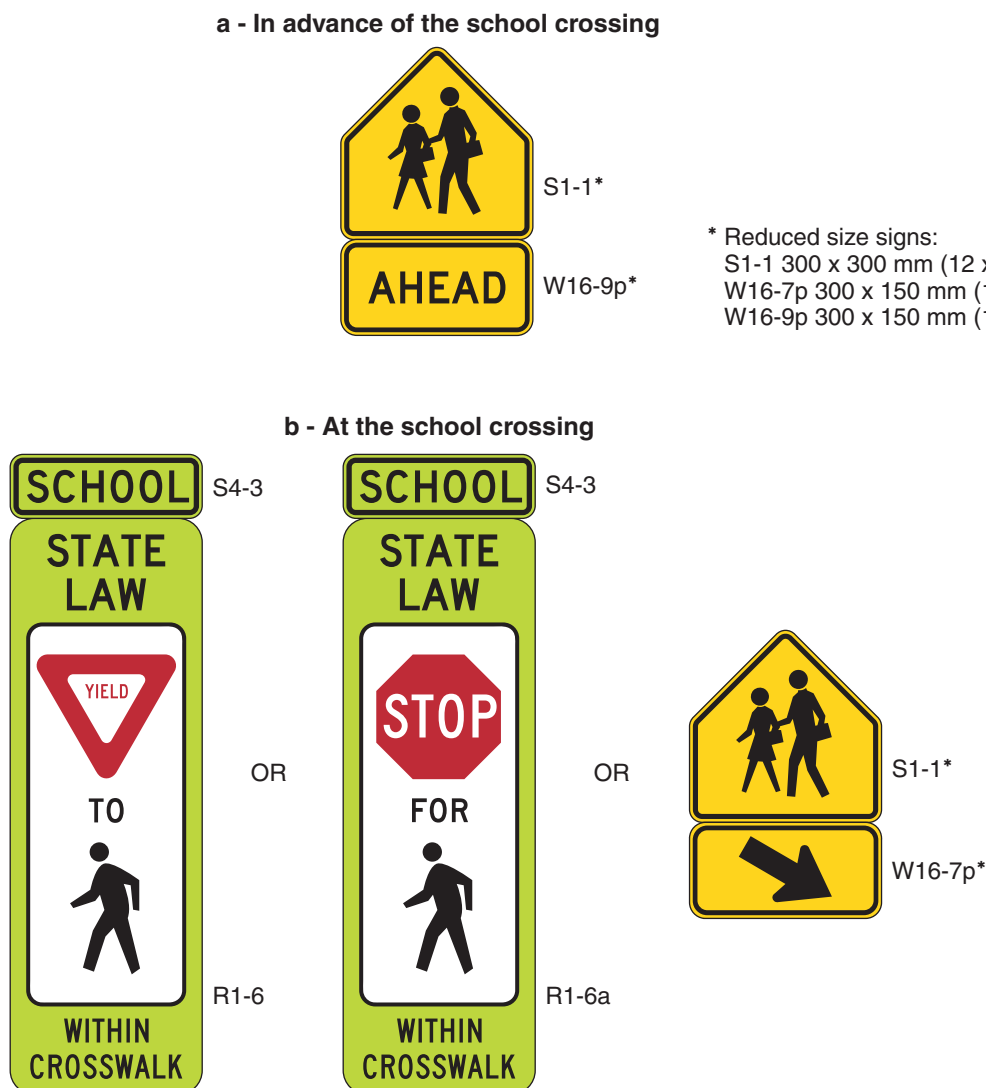 a - In advance of the school crossing
S1-1*
AHEAD
W16-9p*
* Reduced size signs:
S1-1 300 x 300 mm (12 x
W16-7p 300 x 150 mm (1
W16-9p 300 x 150 mm (1
b - At the school crossing
SCHOOL
S4-3
STATE
LAW
YIELD
TO
R1-6
WITHIN
CROSSWALK
OR
SCHOOL
S4-3
STATE
LAW
STOP
FOR
R1-6a
WITHIN
CROSSWALK
OR
S1-1*
W16-7p*